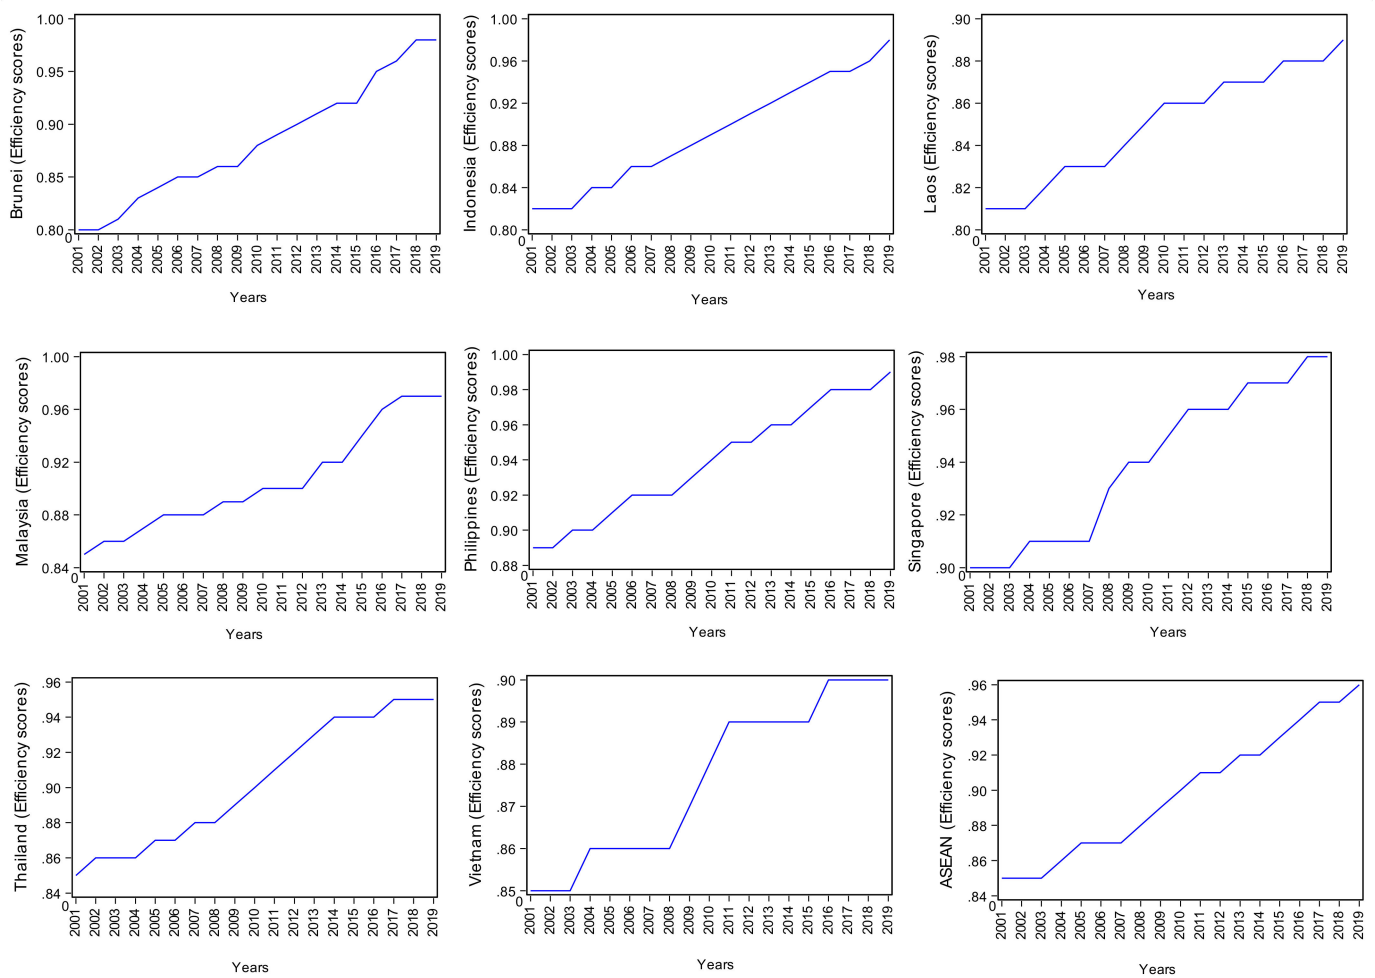 Brunei (Efficiency scores)
1.00
0.95
0.90
0.85
0.80
0
2001 2002 2003 2004 2005 2006 2007 2008 2009 2010 2011 2012 2013 2014 2015 2016 2017 2018 2019
Years
Indonesia (Efficiency scores)
1.00
0.96
0.92
0.88
0.84
0.80
0
2001 2002 2003 2004 2005 2006 2007 2008 2009 2010 2011 2012 2013 2014 2015 2016 2017 2018 2019
Years
Laos (Efficiency scores)
.90
.88
.86
.84
.82
.80
0
2001 2002 2003 2004 2005 2006 2007 2008 2009 2010 2011 2012 2013 2014 2015 2016 2017 2018 2019
Years
Malaysia (Efficiency scores)
1.00
0.96
0.92
0.88
0.84
0
2001 2002 2003 2004 2005 2006 2007 2008 2009 2010 2011 2012 2013 2014 2015 2016 2017 2018 2019
Years
Philippines (Efficiency scores)
1.00
0.98
0.96
0.94
0.92
0.90
0.88
0
2001 2002 2003 2004 2005 2006 2007 2008 2009 2010 2011 2012 2013 2014 2015 2016 2017 2018 2019
Years
Singapore (Efficiency scores)
.98
.96
.94
.92
.90
0
2001 2002 2003 2004 2005 2006 2007 2008 2009 2010 2011 2012 2013 2014 2015 2016 2017 2018 2019
Years
Thailand (Efficiency scores)
.96
.94
.92
.90
.88
.86
.84
0
2001 2002 2003 2004 2005 2006 2007 2008 2009 2010 2011 2012 2013 2014 2015 2016 2017 2018 2019
Years
Vietnam (Efficiency scores)
.90
.89
.88
.87
.86
.85
0
2001 2002 2003 2004 2005 2006 2007 2008 2009 2010 2011 2012 2013 2014 2015 2016 2017 2018 2019
Years
ASEAN (Efficiency scores)
.96
.94
.92
.90
.88
.86
.84
0
2001 2002 2003 2004 2005 2006 2007 2008 2009 2010 2011 2012 2013 2014 2015 2016 2017 2018 2019
Years